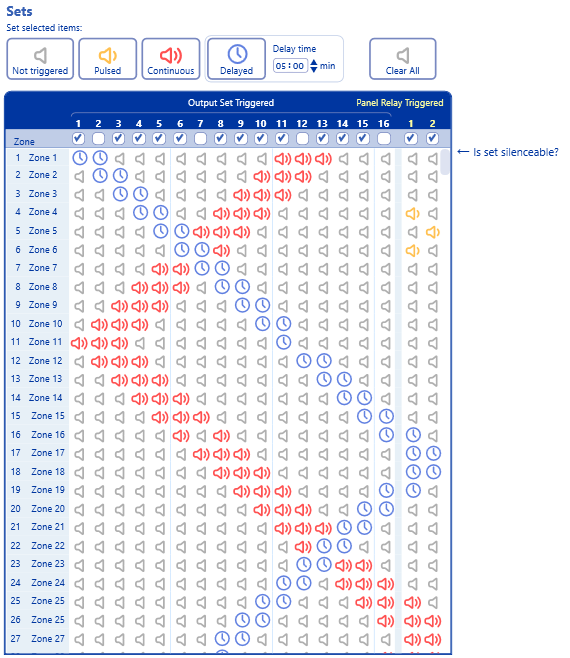 Sets
Set selected items:
Not triggered
Pulsed
Continuous
Delayed
Delay time
05:00 min
Clear All
Output Set Triggered
Panel Relay Triggered
1 2 3 4 5 6 7 8 9 10 11 12 13 14 15 16 1 2
Zone
← Is set silenceable?
1 Zone 1
2 Zone 2
3 Zone 3
4 Zone 4
5 Zone 5
6 Zone 6
7 Zone 7
8 Zone 8
9 Zone 9
10 Zone 10
11 Zone 11
12 Zone 12
13 Zone 13
14 Zone 14
15 Zone 15
16 Zone 16
17 Zone 17
18 Zone 18
19 Zone 19
20 Zone 20
21 Zone 21
22 Zone 22
23 Zone 23
24 Zone 24
25 Zone 25
26 Zone 25
27 Zone 27